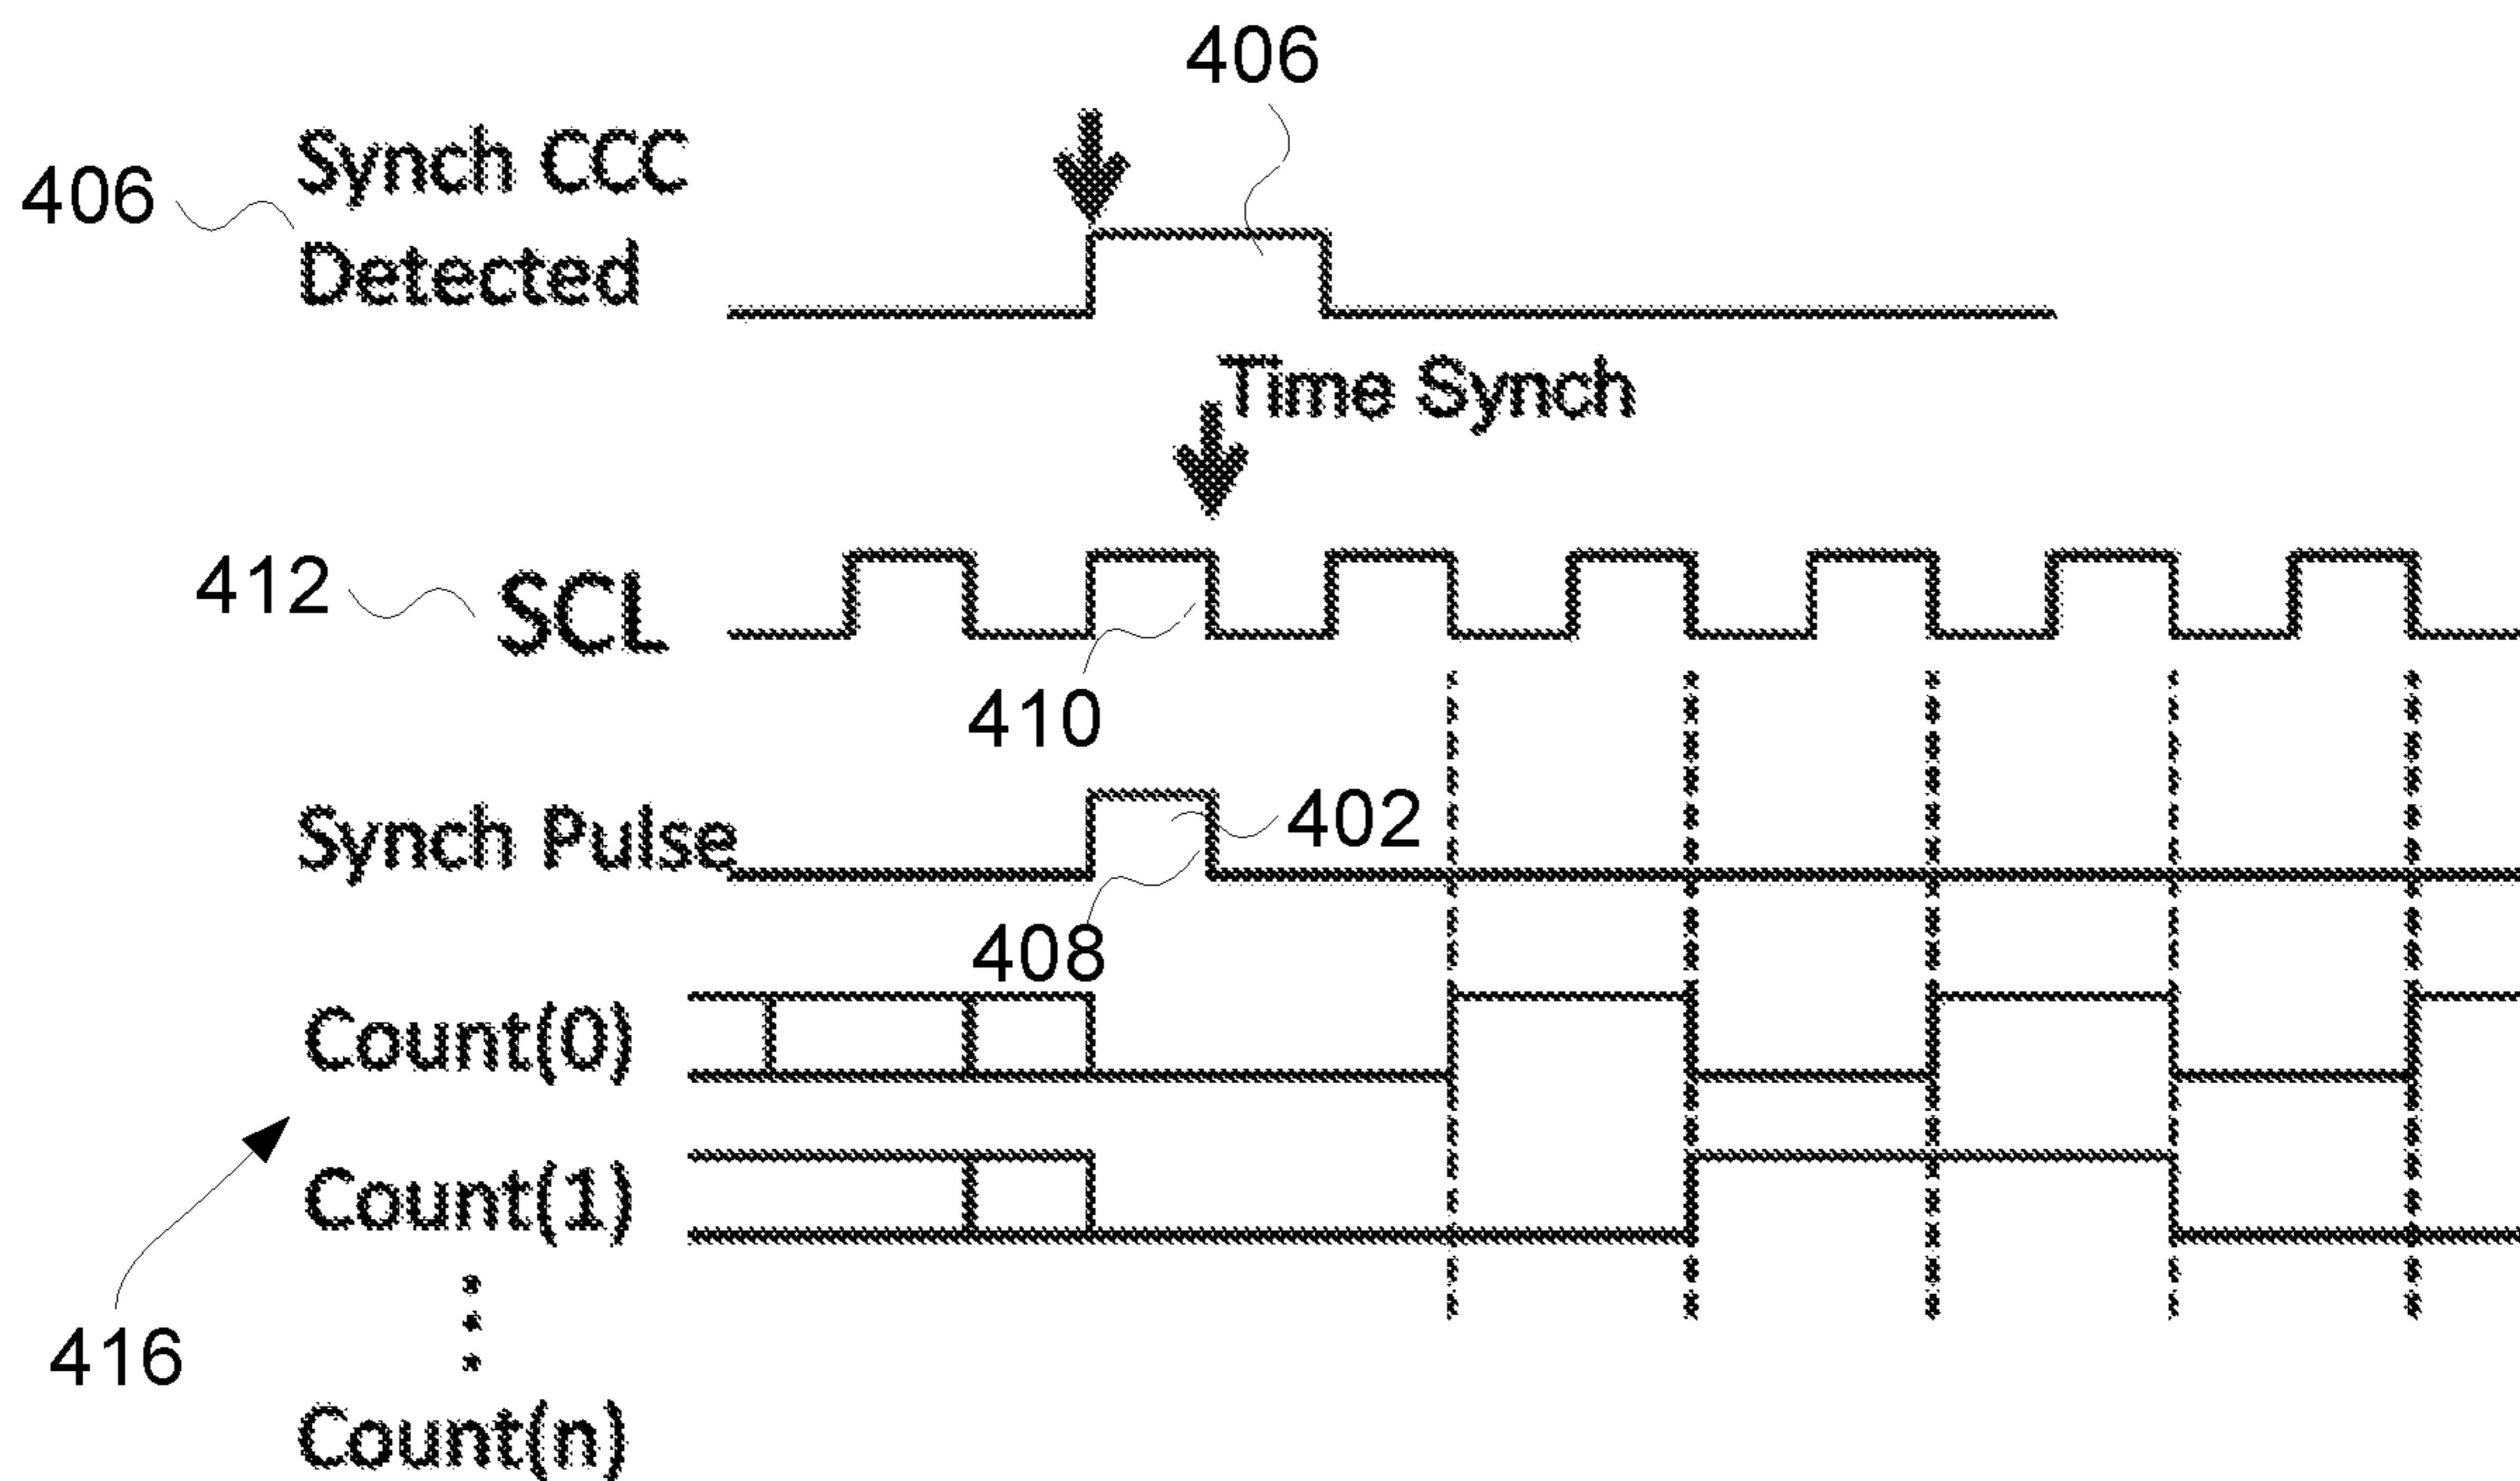 406
406
Synch CCC
Detected
Time Synch
412
SCL
410
Synch Pulse
402
408
Count(0)
Count(1)
416
Count(n)